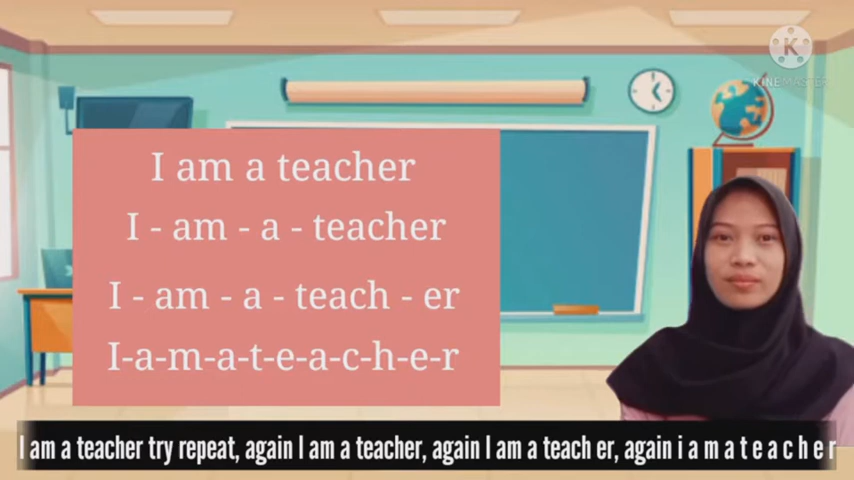 KINEMASTER
I am a teacher
I - am - a - teacher
I - am - a - teach - er
I-a-m-a-t-e-a-c-h-e-r
I am a teacher try repeat, again I am a teacher, again I am a teach er, again i a m a t e a c h e r